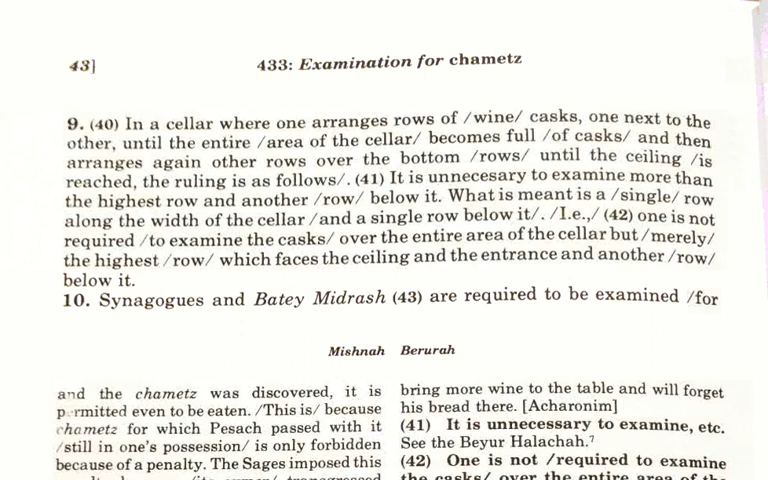 43]
433: Examination for chametz
9. (40) In a cellar where one arranges rows of /wine/ casks, one next to the
other, until the entire /area of the cellar/ becomes full /of casks/ and then
arranges again other rows over the bottom /rows/ until the ceiling /is
reached, the ruling is as follows/. (41) It is unnecesary to examine more than
the highest row and another /row/ below it. What is meant is a /single/ row
along the width of the cellar /and a single row below it/. /I.e.,/ (42) one is not
required /to examine the casks/ over the entire area of the cellar but /merely/
the highest /row/ which faces the ceiling and the entrance and another /row/
below it.
10. Synagogues and Batey Midrash (43) are required to be examined /for
Mishnah Berurah
and the chametz was discovered, it is
permitted even to be eaten. /This is/ because
chametz for which Pesach passed with it
/still in one's possession/ is only forbidden
because of a penalty. The Sages imposed this
bring more wine to the table and will forget
his bread there. [Acharonim]
(41) It is unnecessary to examine, etc.
See the Beyur Halachah.7
(42) One is not /required to examine
the casks/ over the entire area of the